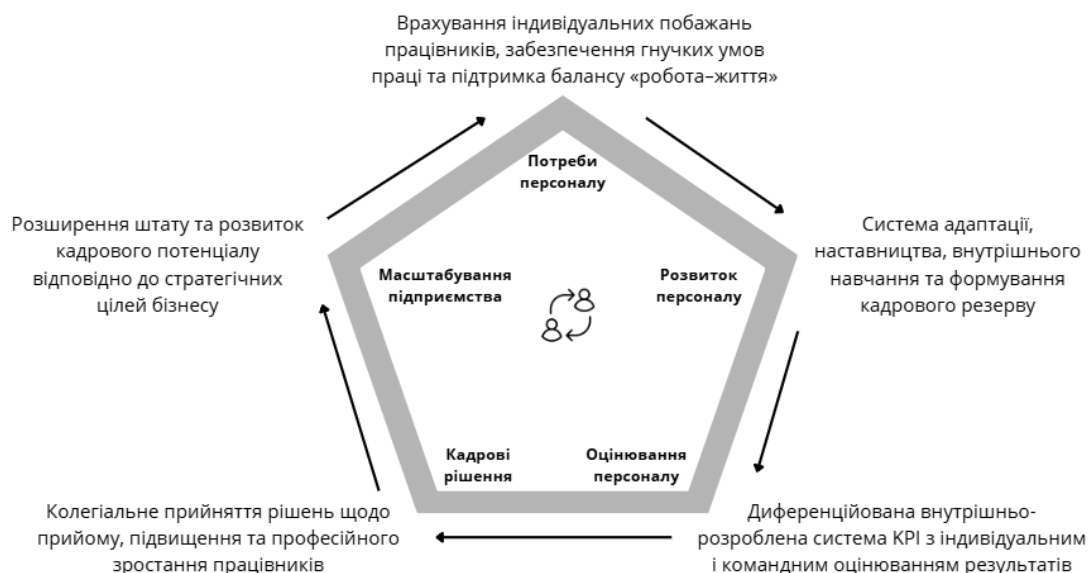 Врахування індивідуальних побажань
працівників, забезпечення гнучких умов
праці та підтримка балансу «робота–життя»
Потреби
персоналу
Розширення штату та розвиток
кадрового потенціалу
відповідно до стратегічних
цілей бізнесу
Масштабування
підприємства
Розвиток
персоналу
Система адаптації,
наставництва, внутрішнього
навчання та формування
кадрового резерву
Кадрові
рішення
Оцінювання
персоналу
Колегіальне прийняття рішень щодо
прийому, підвищення та професійного
зростання працівників
Диференційована внутрішньо-
розроблена система KPI з індивідуальним
і командним оцінюванням результатів